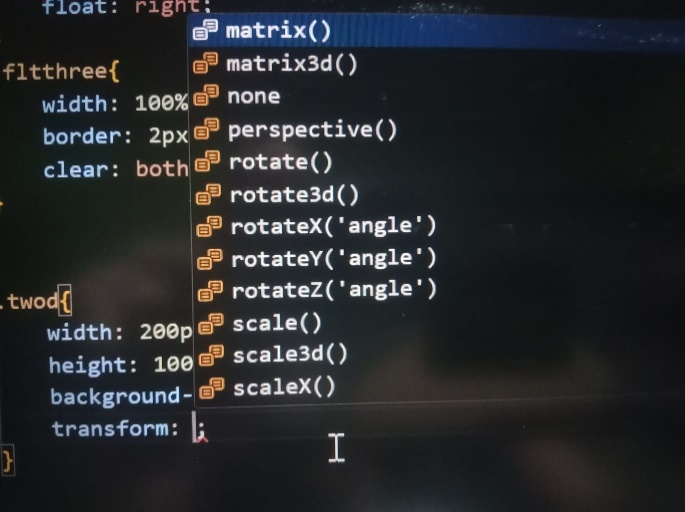 float: right;
matrix()
fltthree{
matrix3d()
width: 100%
none
border: 2px
perspective()
clear: both
rotate()
rotate3d()
rotateX('angle')
rotateY('angle')
.twod{
rotateZ('angle')
width: 200p
scale()
height: 100
scale3d()
background-
scaleX()
transform: ;
}